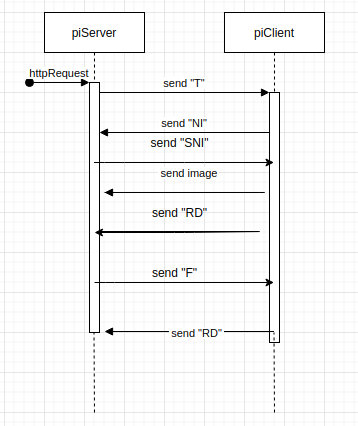 piServer
piClient
httpRequest
send "T"
send "NI"
send "SNI"
send image
send "RD"
send "F"
send "RD"